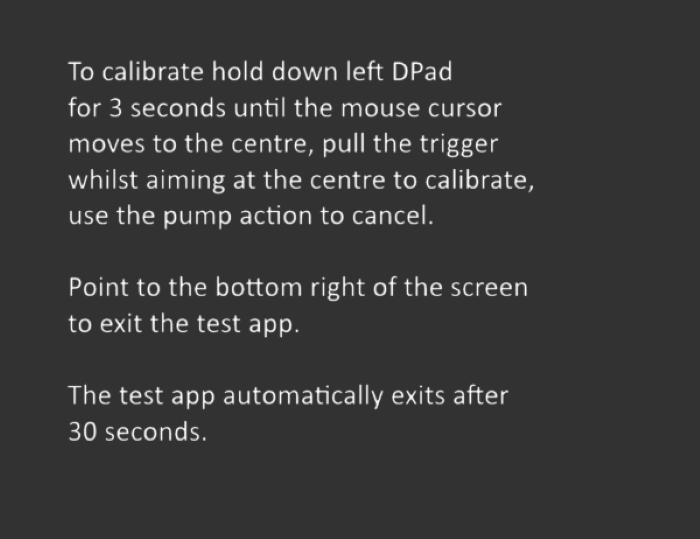 To calibrate hold down left DPad
for 3 seconds until the mouse cursor
moves to the centre, pull the trigger
whilst aiming at the centre to calibrate,
use the pump action to cancel.
Point to the bottom right of the screen
to exit the test app.
The test app automatically exits after
30 seconds.